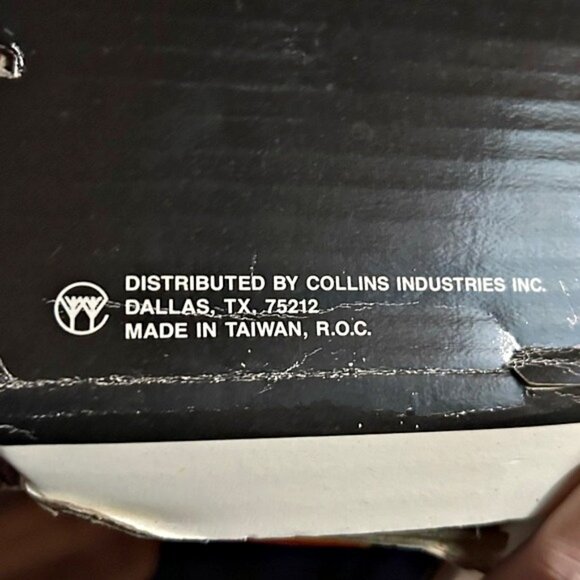 DISTRIBUTED BY COLLINS INDUSTRIES INC.
DALLAS, TX. 75212
MADE IN TAIWAN, R.O.C.